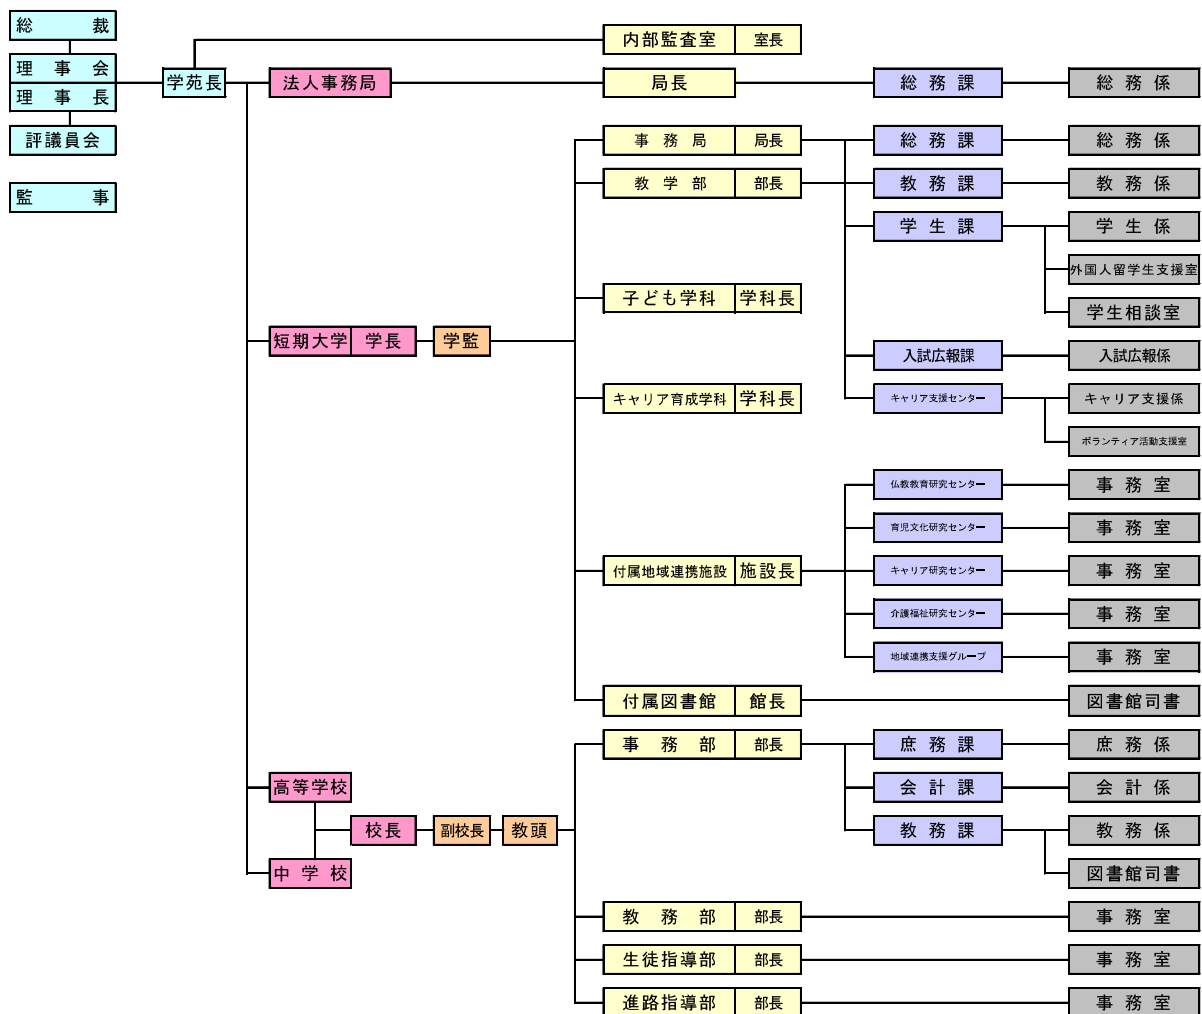 総裁
内部監査室 室長
理事会
理事長
学苑長 法人事務局 局長 総務課 総務係
評議員会
事務局 局長 総務課 総務係
監事
教学部 部長 教務課 教務係
学生課 学生係
外国人留学生支援室
子ども学科 学科長
学生相談室
短期大学 学長 学監
入試広報課 入試広報係
キャリア育成学科 学科長 キャリア支援センター キャリア支援係
ボランティア活動支援室
仏教教育研究センター 事務室
育児文化研究センター 事務室
付属地域連携施設 施設長 キャリア研究センター 事務室
介護福祉研究センター 事務室
地域連携支援グループ 事務室
付属図書館 館長 図書館司書
事務部 部長 庶務課 庶務係
高等学校 会計課 会計係
校長 副校長 教頭 教務課 教務係
中学校 図書館司書
教務部 部長 事務室
生徒指導部 部長 事務室
進路指導部 部長 事務室